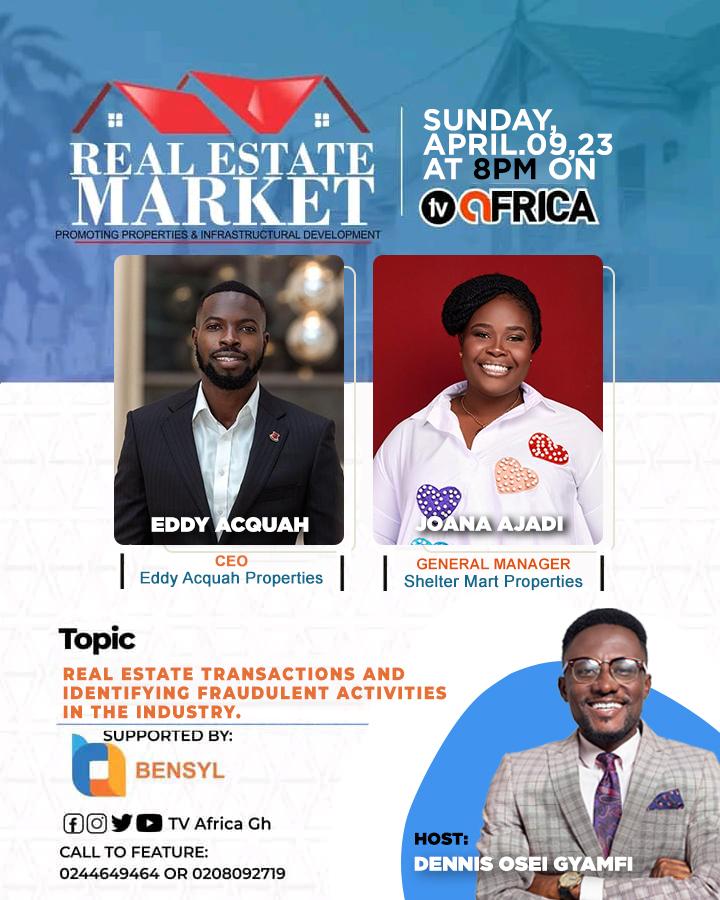 REAL ESTATE
MARKET
PROMOTING PROPERTIES & INFRASTRUCTURAL DEVELOPMENT
SUNDAY,
APRIL.09,23
AT 8PM ON
tv aFRICA
EDDY ACQUAH
CEO
Eddy Acquah Properties
JOANA AJADI
GENERAL MANAGER
Shelter Mart Properties
Topic
REAL ESTATE TRANSACTIONS AND
IDENTIFYING FRAUDULENT ACTIVITIES
IN THE INDUSTRY.
SUPPORTED BY:
BENSYL
TV Africa Gh
CALL TO FEATURE:
0244649464 OR 0208092719
HOST:
DENNIS OSEI GYAMFI